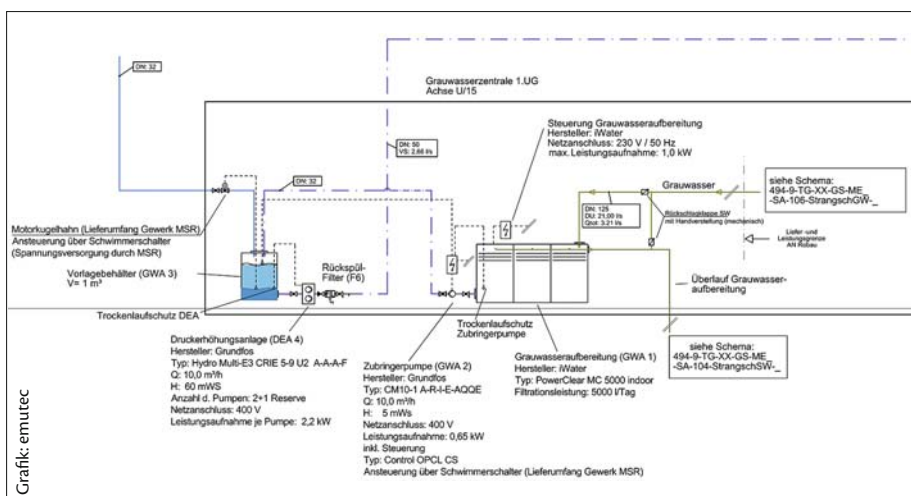 DN: 32
Grauwasserzentrale 1.UG
Achse U/15
Steuerung Grauwasseraufbereitung
Hersteller: iWater
Netzanschluss: 230 V / 50 Hz
max. Leistungsaufnahme: 1,0 kW
DN: 50
VS: 2,66 l/s
DN: 32
Grauwasser
siehe Schema:
494-9-TG-XX-GS-ME_
-SA-106-StrangschGW-_
DN: 125
DU: 21,00 l/s
Qtot: 3.21 l/s
Rückschlagklappe SW
mit Handverstellung (mechanisch)
Liefer- und
Leistungsgrenze
AN Robau
Motorkugelhahn (Lieferumfang Gewerk MSR)
Ansteuerung über Schwimmerschalter
(Spannungsversorgung durch MSR)
Vorlagebehälter (GWA 3)
V= 1 m³
Rückspül-
Filter (F6)
Überlauf Grauwasser-
aufbereitung
Trockenlaufschutz DEA
Trockenlaufschutz
Zubringerpumpe
Druckerhöhungsanlage (DEA 4)
Hersteller: Grundfos
Typ: Hydro Multi-E3 CRIE 5-9 U2 A-A-A-F
Q: 10,0 m³/h
H: 60 mWS
Anzahl d. Pumpen: 2+1 Reserve
Netzanschluss: 400 V
Leistungsaufnahme je Pumpe: 2,2 kW
Zubringerpumpe (GWA 2)
Hersteller: Grundfos
Typ: CM10-1 A-R-I-E-AQQE
Q: 10,0 m³/h
H: 5 mWs
Netzanschluss: 400 V
Leistungsaufnahme: 0,65 kW
inkl. Steuerung
Typ: Control OPCL CS
Ansteuerung über Schwimmerschalter (Lieferumfang Gewerk MSR)
Grauwasseraufbereitung (GWA 1)
Hersteller: iWater
Typ: PowerClear MC 5000 indoor
Filtrationsleistung: 5000 l/Tag
siehe Schema:
494-9-TG-XX-GS-ME_
-SA-104-StrangschSW-_
Grafik: emutec